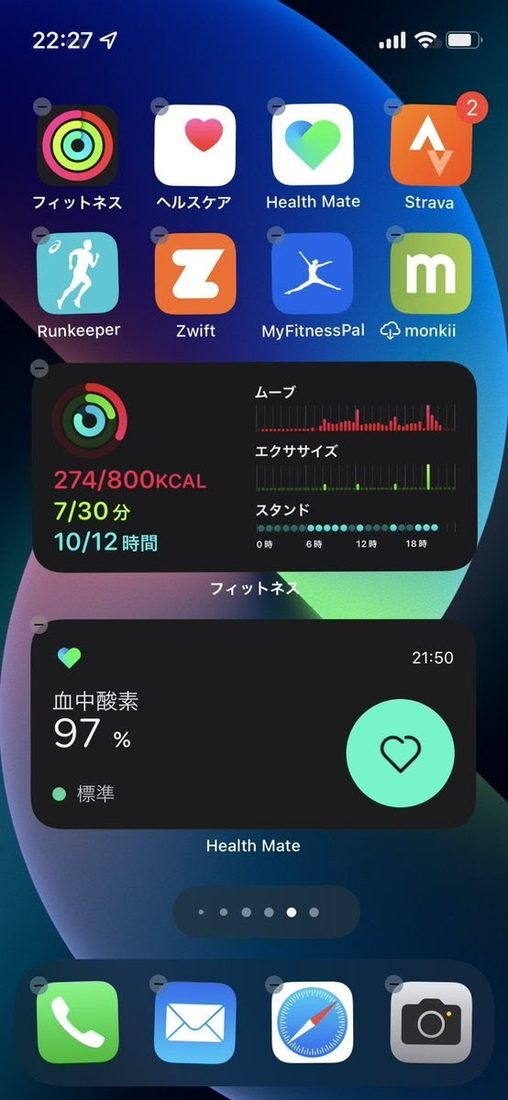 22:27
2
フィットネス
ヘルスケア
Health Mate
Strava
Runkeeper
Zwift
MyFitnessPal
m
monkii
274/800KCAL
7/30分
10/12時間
ムーブ
エクササイズ
スタンド
0時 6時 12時 18時
フィットネス
21:50
血中酸素
97 %
標準
Health Mate